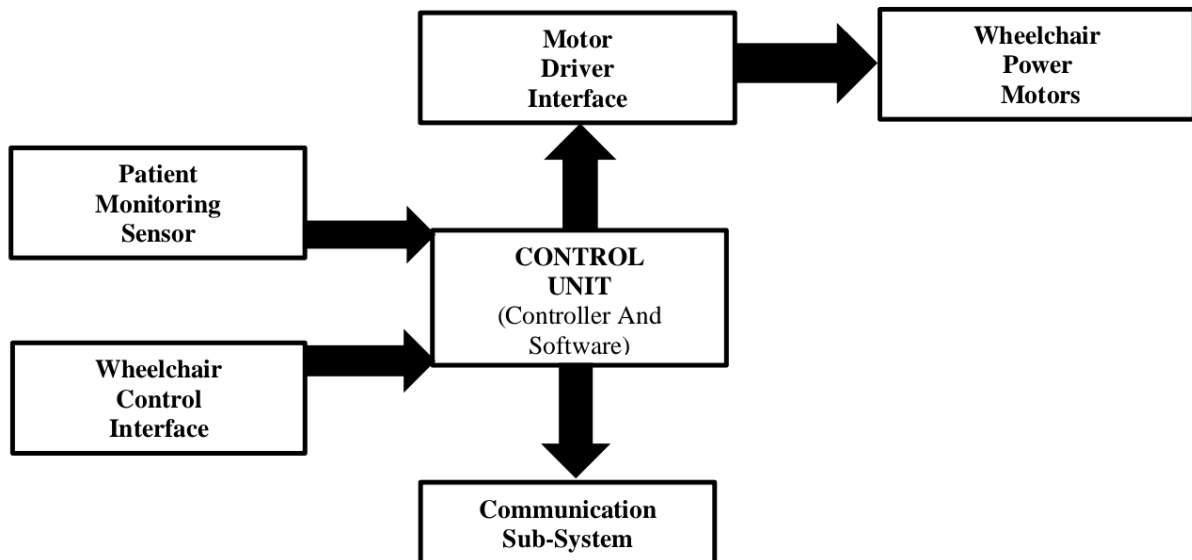 Motor
Driver
Interface
Wheelchair
Power
Motors
Patient
Monitoring
Sensor
CONTROL
UNIT
(Controller And
Software)
Wheelchair
Control
Interface
Communication
Sub-System